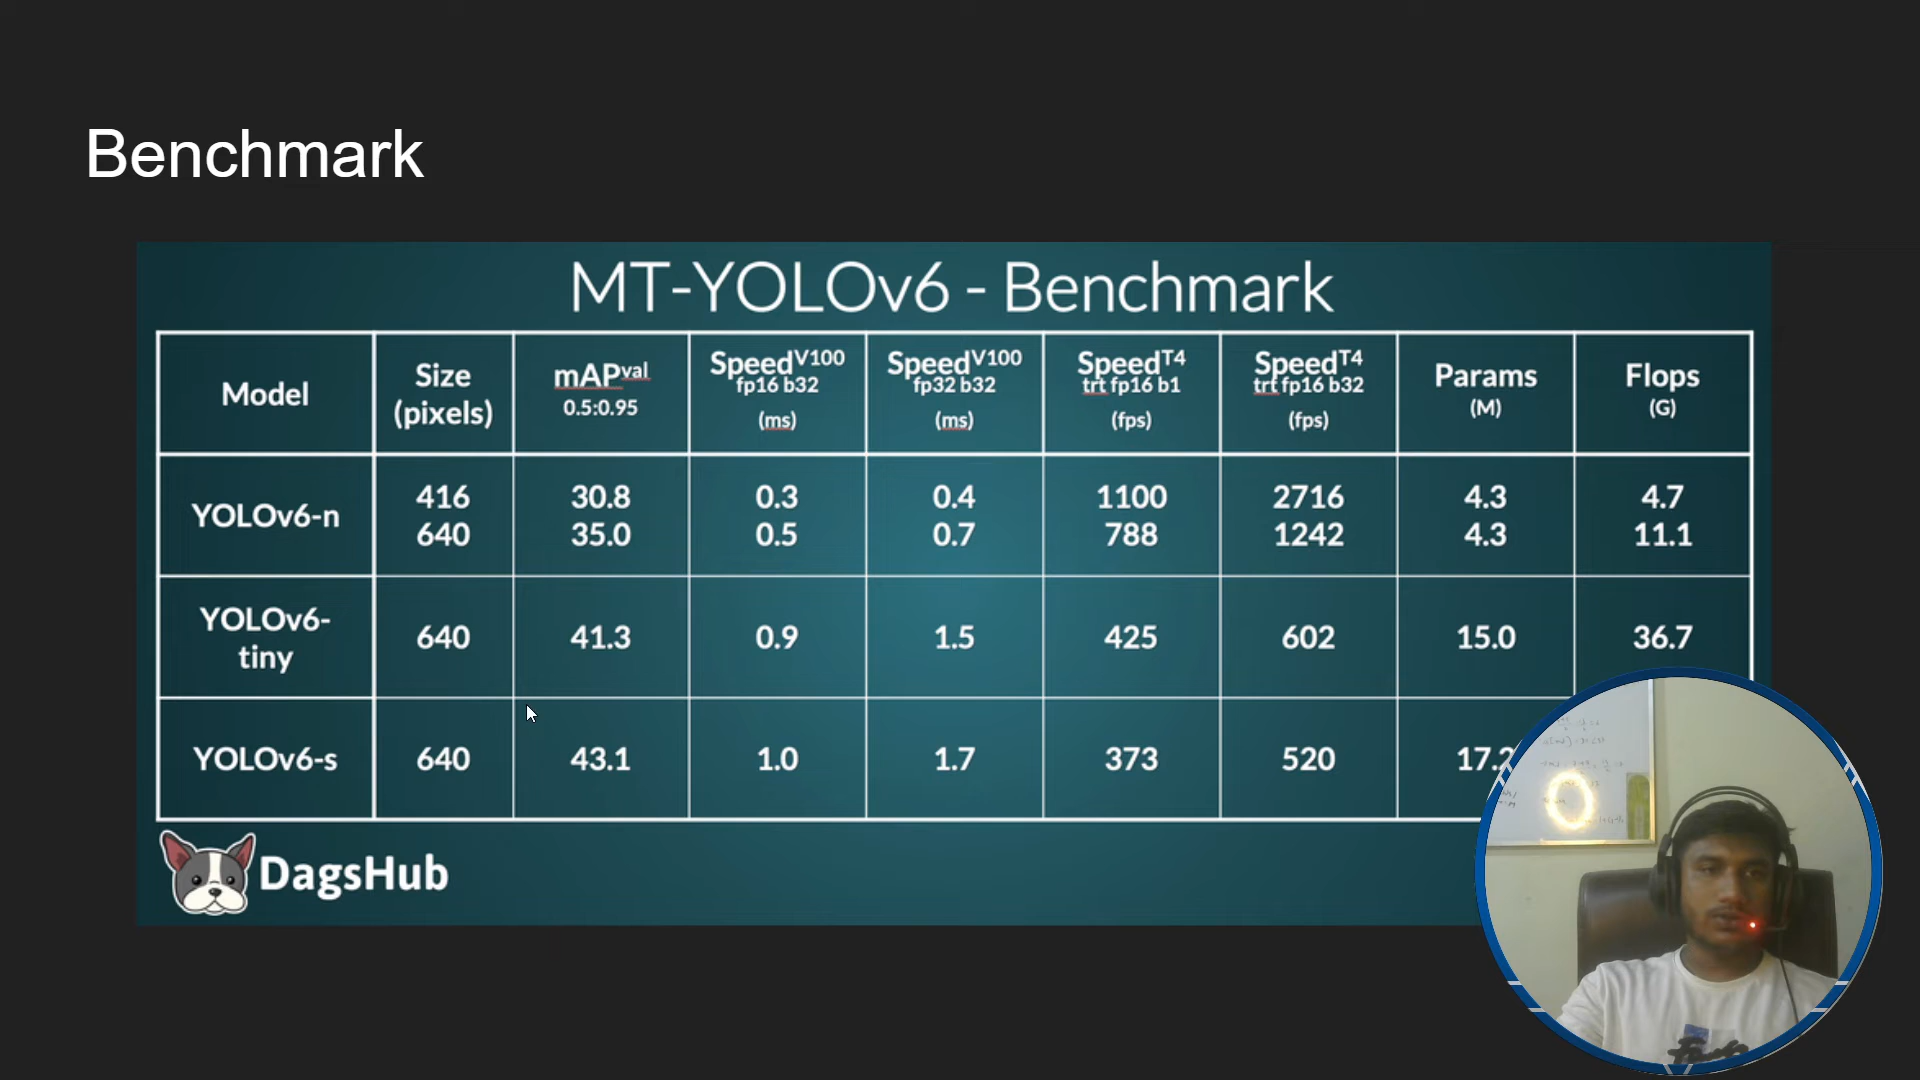 Benchmark
MT-YOLOv6 - Benchmark
Model Size (pixels) mAPval 0.5:0.95 SpeedV100 fp16 b32 (ms) SpeedV100 fp32 b32 (ms) SpeedT4 trt fp16 b1 (fps) SpeedT4 trt fp16 b32 (fps) Params (M) Flops (G)
YOLOv6-n 416 30.8 0.3 0.4 1100 2716 4.3 4.7
640 35.0 0.5 0.7 788 1242 4.3 11.1
YOLOv6-tiny 640 41.3 0.9 1.5 425 602 15.0 36.7
YOLOv6-s 640 43.1 1.0 1.7 373 520 17.2
DagsHub